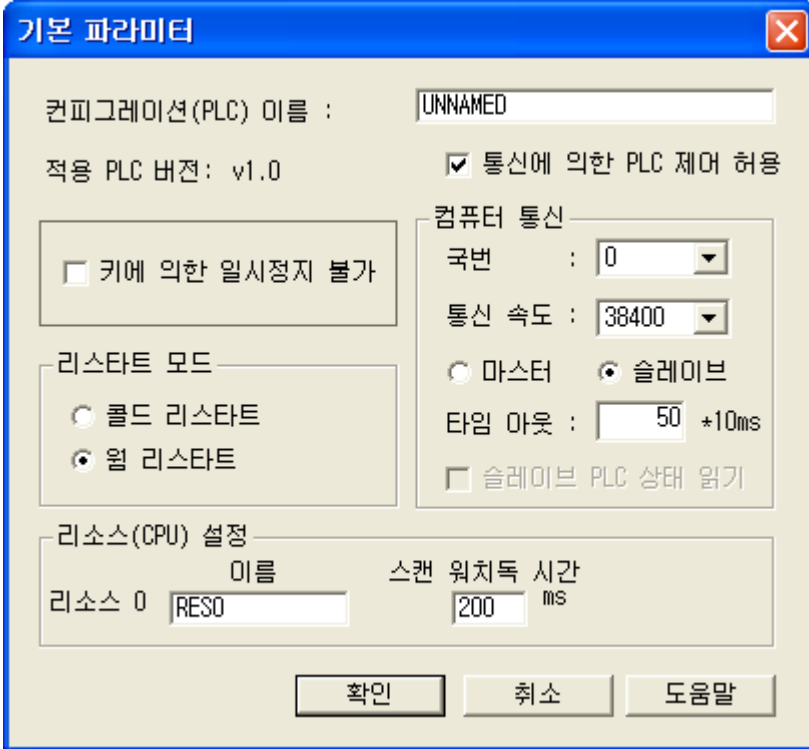 기본 파라미터
컨피그레이션(PLC) 이름 : UNNAMED
적용 PLC 버전: v1.0
통신에 의한 PLC 제어 허용
키에 의한 일시정지 불가
컴퓨터 통신
국번 : 0
통신 속도 : 38400
마스터 슬레이브
타임 아웃 : 50 *10ms
슬레이브 PLC 상태 읽기
리스타트 모드
콜드 리스타트
웜 리스타트
리소스(CPU) 설정
이름 스캔 워치독 시간
리소스 0 RES0 200 ms
확인 취소 도움말